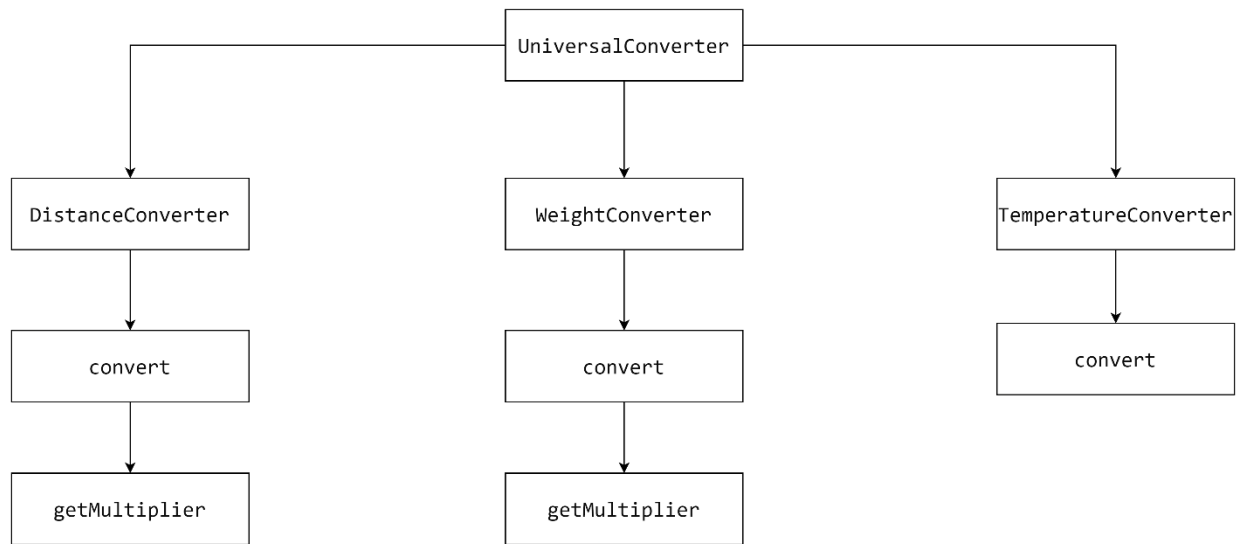 UniversalConverter
DistanceConverter
WeightConverter
TemperatureConverter
convert
convert
convert
getMultiplier
getMultiplier